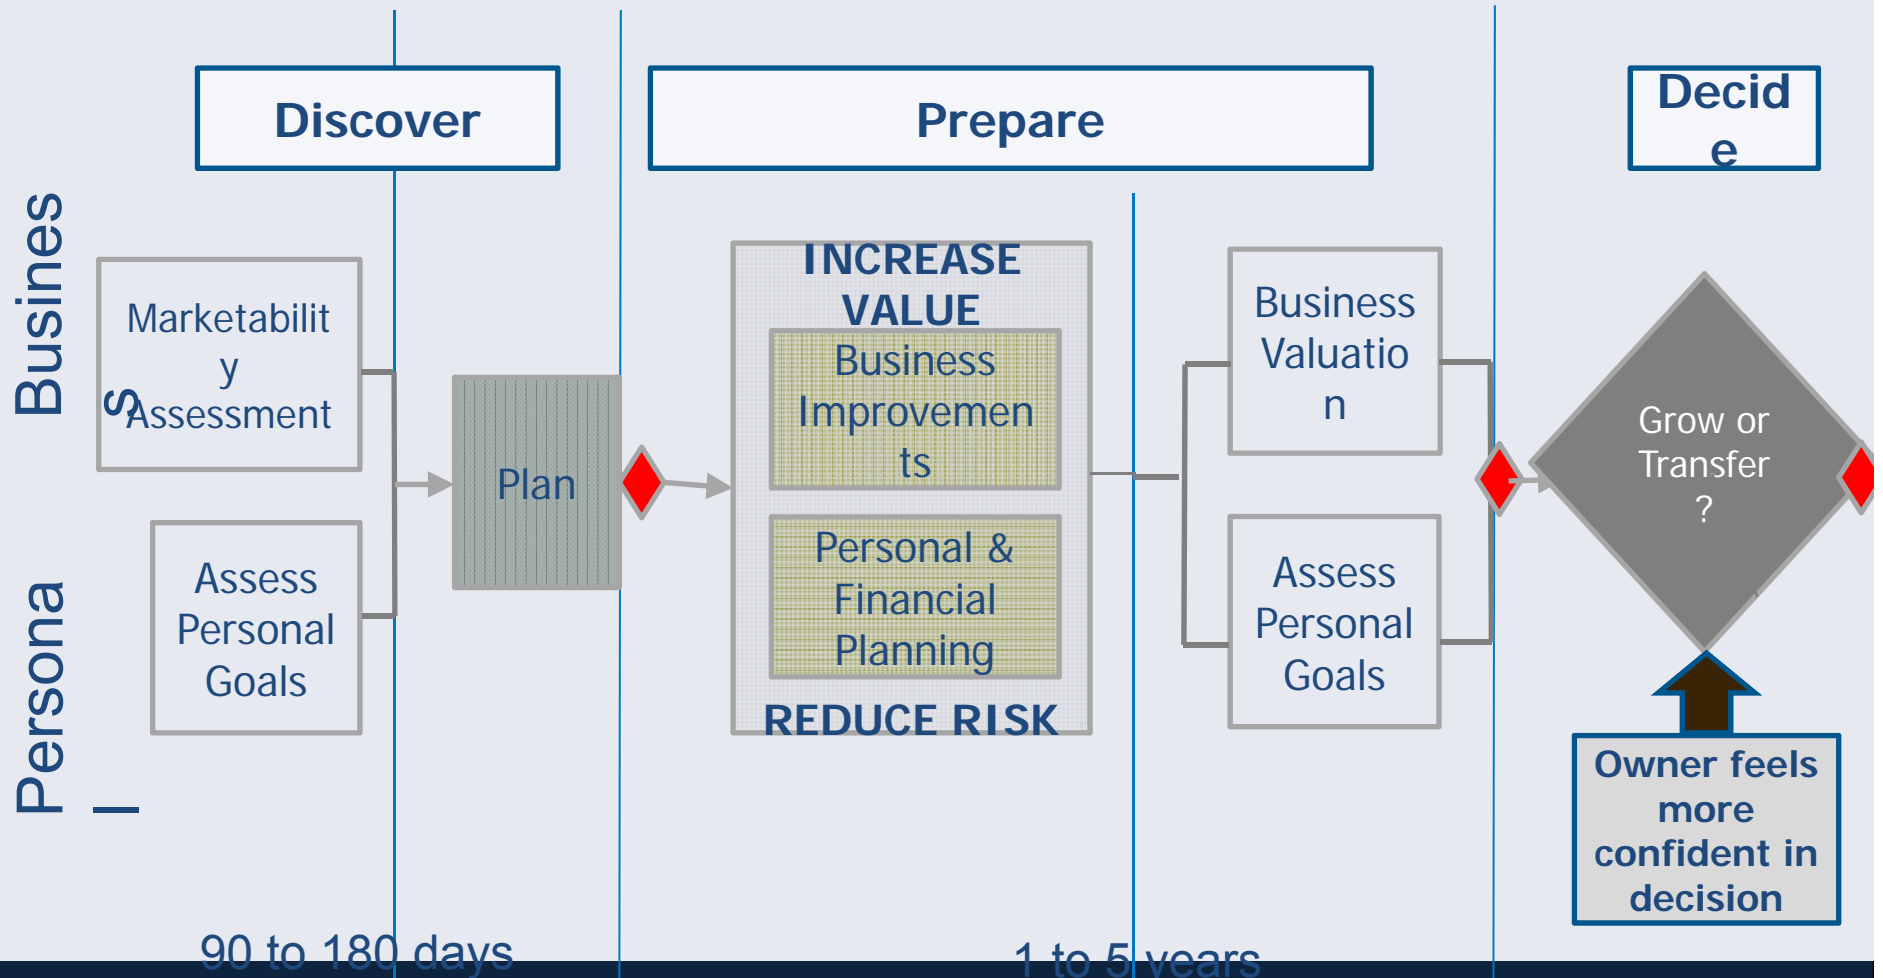 Discover
Prepare
Decid
e
Busines
s
Marketabilit
y
Assessment
Persona
l
Assess
Personal
Goals
Plan
INCREASE
VALUE
Business
Improvemen
ts
Personal &
Financial
Planning
REDUCE RISK
Business
Valuatio
n
Assess
Personal
Goals
Grow or
Transfer
?
Owner feels
more
confident in
decision
90 to 180 days
1 to 5 years